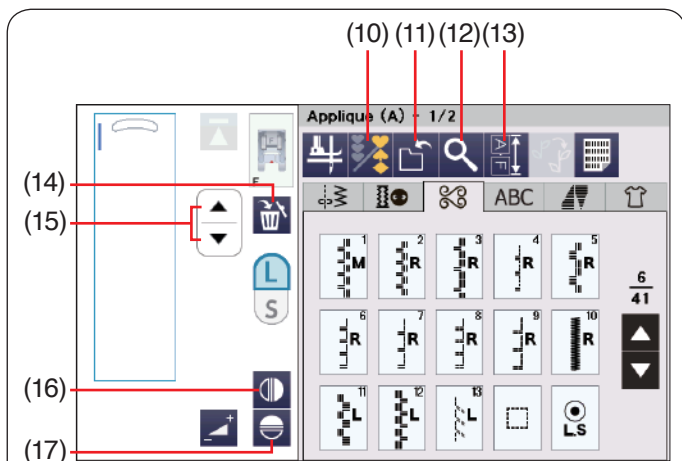 (10) (11) (12)(13)
Applique (A) - 1/2
F
A
F
(14)
(15)
ABC
L
S
1 M
2 R
3 R
4 R
5 R
6
41
6 R
7 R
8 R
9 R
10 R
11 L
12 L
13 L
L.S
(16)
(17)